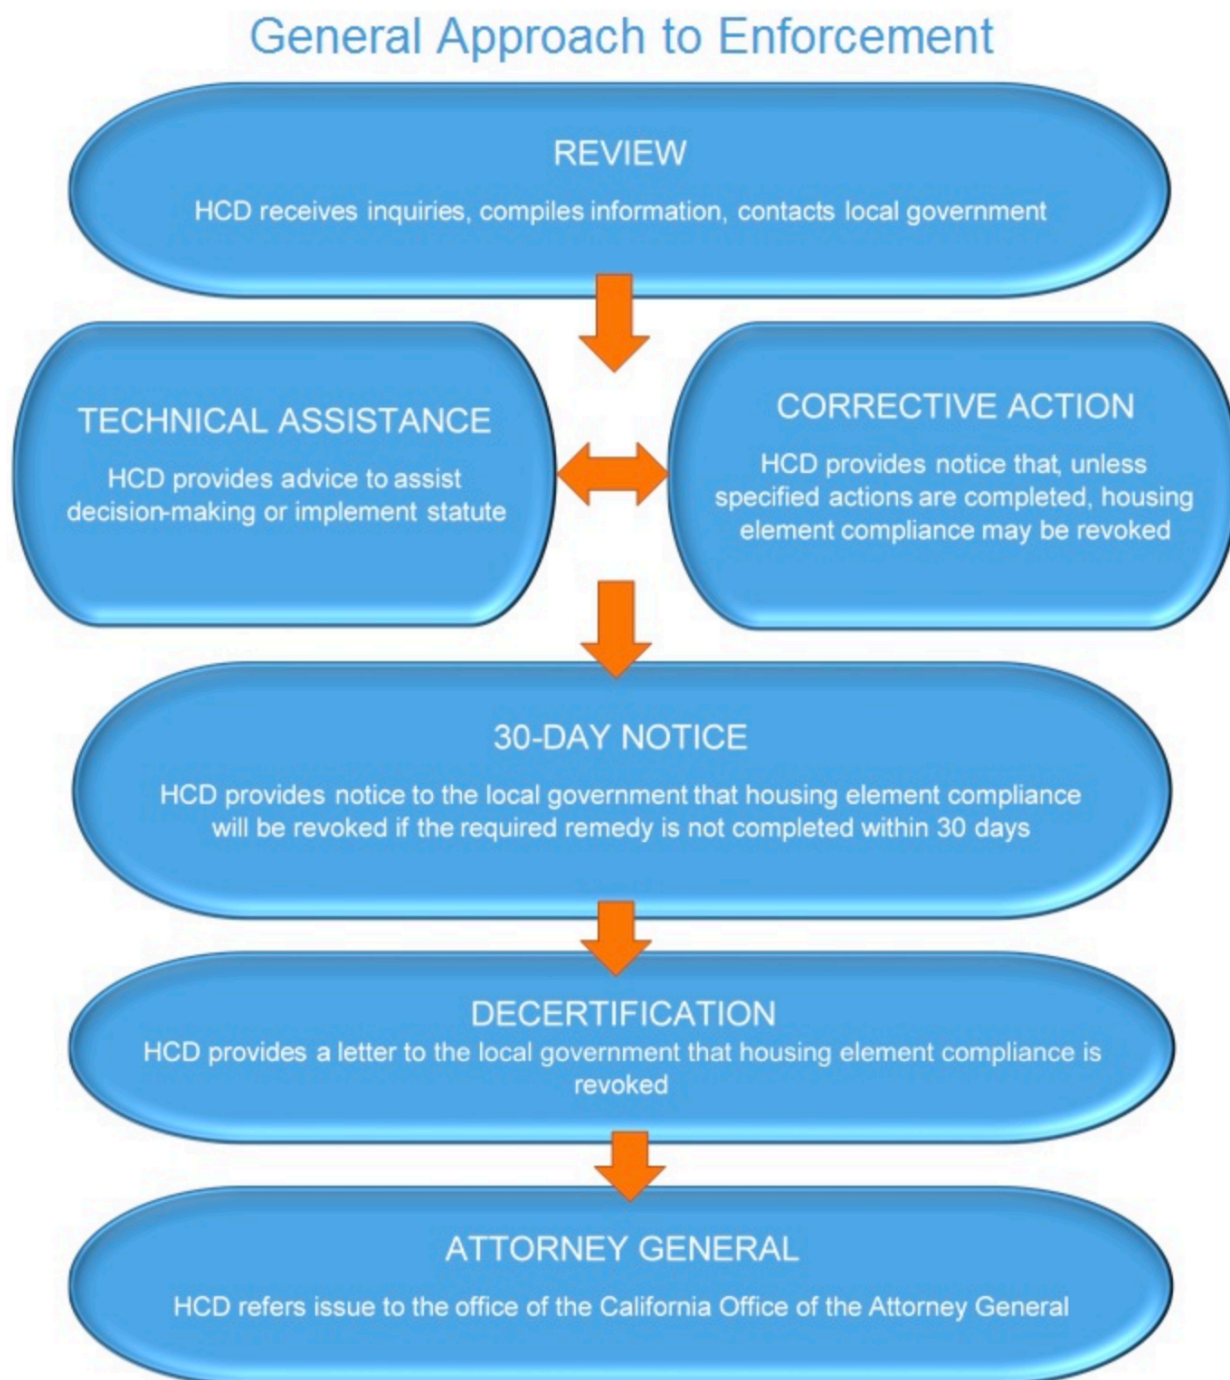 General Approach to Enforcement
REVIEW
HCD receives inquiries, compiles information, contacts local government
TECHNICAL ASSISTANCE
HCD provides advice to assist
decision-making or implement statute
CORRECTIVE ACTION
HCD provides notice that, unless
specified actions are completed, housing
element compliance may be revoked
30-DAY NOTICE
HCD provides notice to the local government that housing element compliance
will be revoked if the required remedy is not completed within 30 days
DECERTIFICATION
HCD provides a letter to the local government that housing element compliance is
revoked
ATTORNEY GENERAL
HCD refers issue to the office of the California Office of the Attorney General